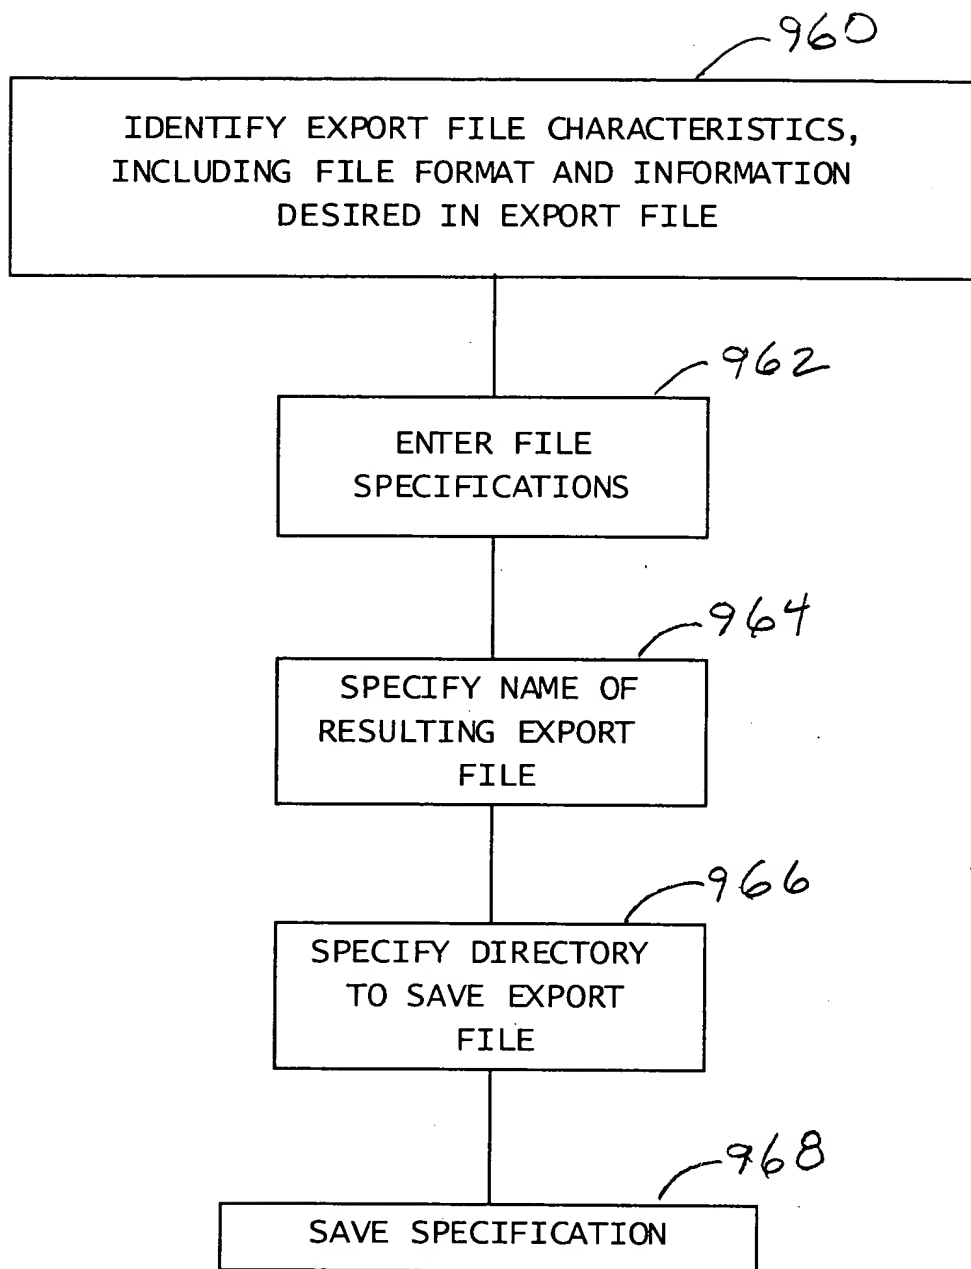 960
IDENTIFY EXPORT FILE CHARACTERISTICS,
INCLUDING FILE FORMAT AND INFORMATION
DESIRED IN EXPORT FILE
962
ENTER FILE
SPECIFICATIONS
964
SPECIFY NAME OF
RESULTING EXPORT
FILE
966
SPECIFY DIRECTORY
TO SAVE EXPORT
FILE
968
SAVE SPECIFICATION